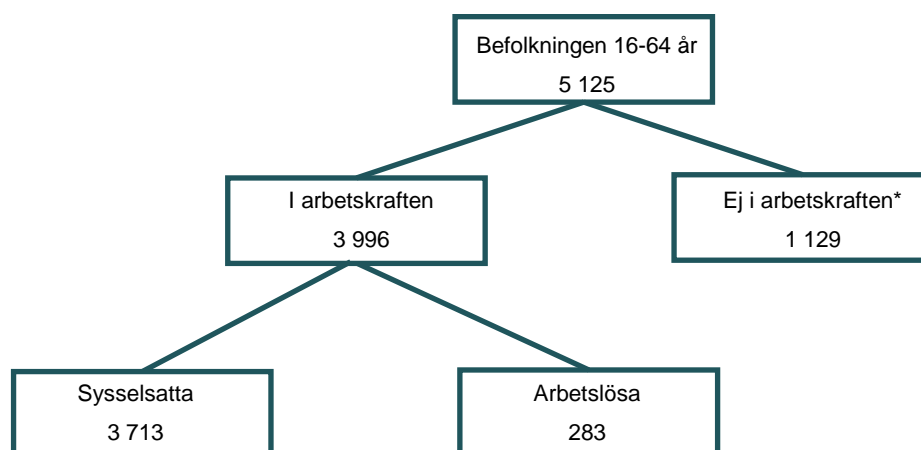 Befolkningen 16-64 år
5 125
I arbetskraften
3 996
Ej i arbetskraften*
1 129
Sysselsatta
3 713
Arbetslösa
283